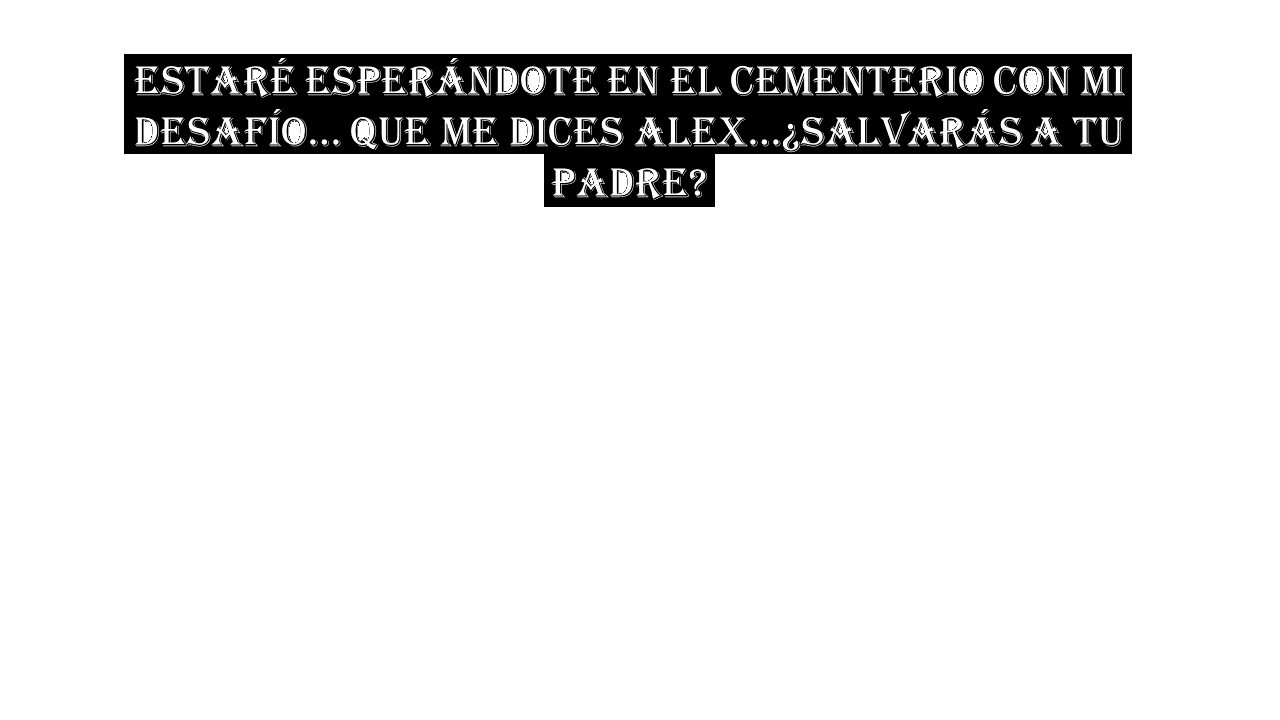 ESTARÉ ESPERÁNDOTE EN EL CEMENTERIO CON MI
DESAFÍO... QUE ME DICES ALEX...¿SALVARÁS A TU
PADRE?